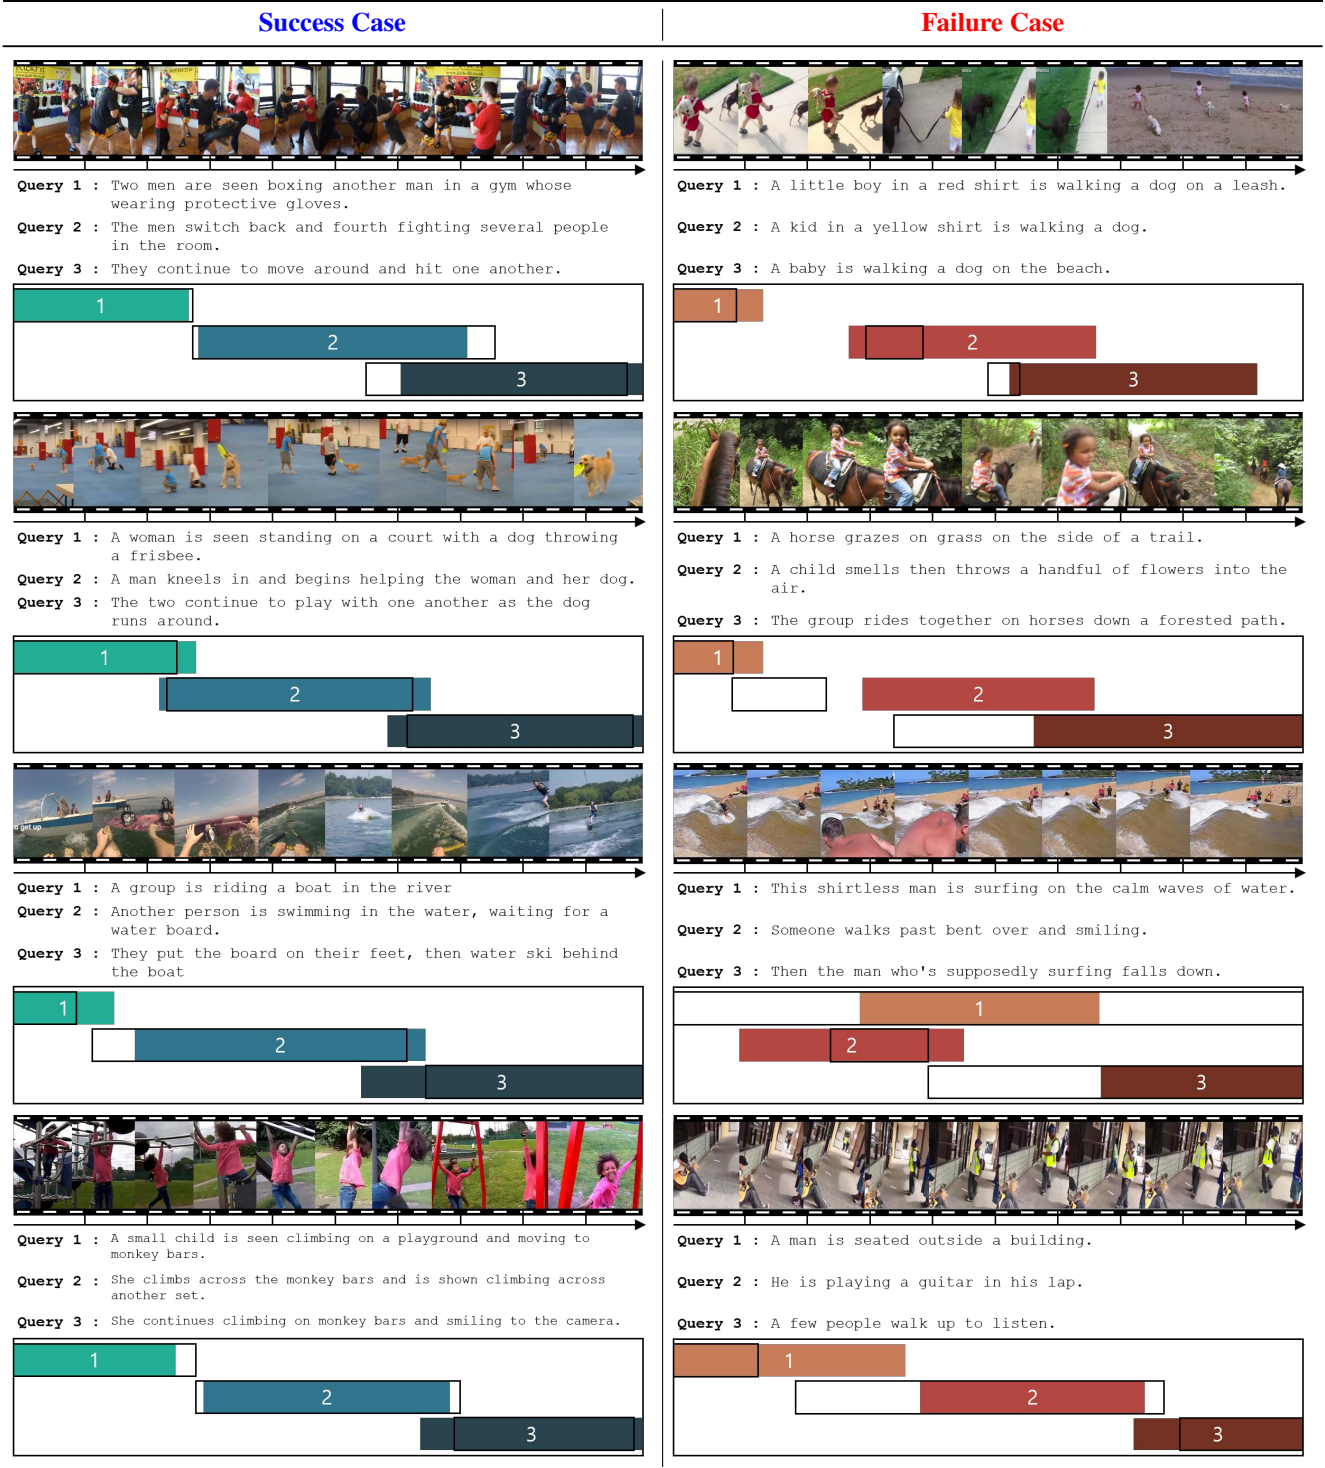 Success Case
Failure Case
Query 1 : Two men are seen boxing another man in a gym whose
wearing protective gloves.
Query 2 : The men switch back and fourth fighting several people
in the room.
Query 3 : They continue to move around and hit one another.
1
2
3
Query 1 : A little boy in a red shirt is walking a dog on a leash.
Query 2 : A kid in a yellow shirt is walking a dog.
Query 3 : A baby is walking a dog on the beach.
1
2
3
Query 1 : A woman is seen standing on a court with a dog throwing
a frisbee.
Query 2 : A man kneels in and begins helping the woman and her dog.
Query 3 : The two continue to play with one another as the dog
runs around.
1
2
3
Query 1 : A horse grazes on grass on the side of a trail.
Query 2 : A child smells then throws a handful of flowers into the
air.
Query 3 : The group rides together on horses down a forested path.
1
2
3
o get up
Query 1 : A group is riding a boat in the river
Query 2 : Another person is swimming in the water, waiting for a
water board.
Query 3 : They put the board on their feet, then water ski behind
the boat
1
2
3
Query 1 : This shirtless man is surfing on the calm waves of water.
Query 2 : Someone walks past bent over and smiling.
Query 3 : Then the man who's supposedly surfing falls down.
1
2
3
Query 1 : A small child is seen climbing on a playground and moving to
monkey bars.
Query 2 : She climbs across the monkey bars and is shown climbing across
another set.
Query 3 : She continues climbing on monkey bars and smiling to the camera.
1
2
3
Query 1 : A man is seated outside a building.
Query 2 : He is playing a guitar in his lap.
Query 3 : A few people walk up to listen.
1
2
3